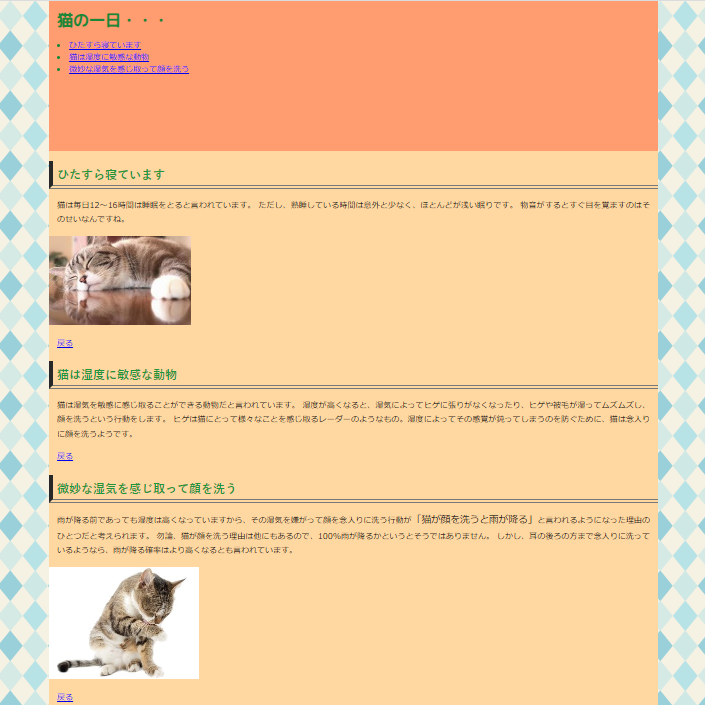 猫の一日・・・
ひたすら寝ています
猫は湿度に敏感な動物
微妙な湿気を感じ取って顔を洗う
ひたすら寝ています
猫は毎日12～16時間は睡眠をとると言われています。 ただし、熟睡している時間は意外と少なく、ほとんどが浅い眠りです。 物音がするとすぐ目を覚ますのはそ
のせいなんですね。
戻る
猫は湿度に敏感な動物
猫は湿気を敏感に感じ取ることができる動物だと言われています。 湿度が高くなると、湿気によってヒゲに張りがなくなったり、ヒゲや被毛が湿ってムズムズし、
顔を洗うという行動をします。 ヒゲは猫にとって様々なことを感じ取るレーダーのようなもの。湿度によってその感覚が鈍ってしまうのを防ぐために、猫は念入り
に顔を洗うようです。
戻る
微妙な湿気を感じ取って顔を洗う
雨が降る前であっても湿度は高くなっていますから、その湿気を嫌がって顔を念入りに洗う行動が「猫が顔を洗うと雨が降る」と言われるようになった理由の
ひとつだと考えられます。 勿論、猫が顔を洗う理由は他にもあるので、100％雨が降るかというとそうではありません。 しかし、耳の後ろの方まで念入りに洗って
いるようなら、雨が降る確率はより高くなるとも言われています。
戻る